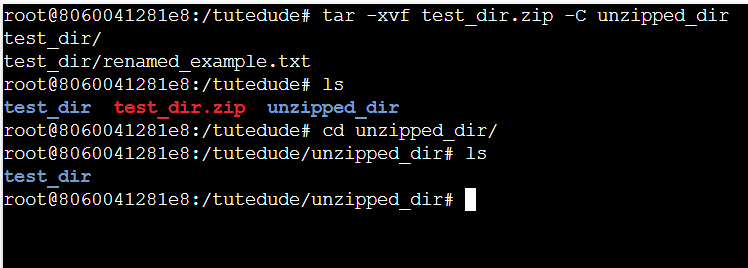 root@8060041281e8:/tutedude# tar -xvf test_dir.zip -C unzipped_dir
test_dir/
test_dir/renamed_example.txt
root@8060041281e8:/tutedude# ls
test_dir  test_dir.zip  unzipped_dir
root@8060041281e8:/tutedude# cd unzipped_dir/
root@8060041281e8:/tutedude/unzipped_dir# ls
test_dir
root@8060041281e8:/tutedude/unzipped_dir#